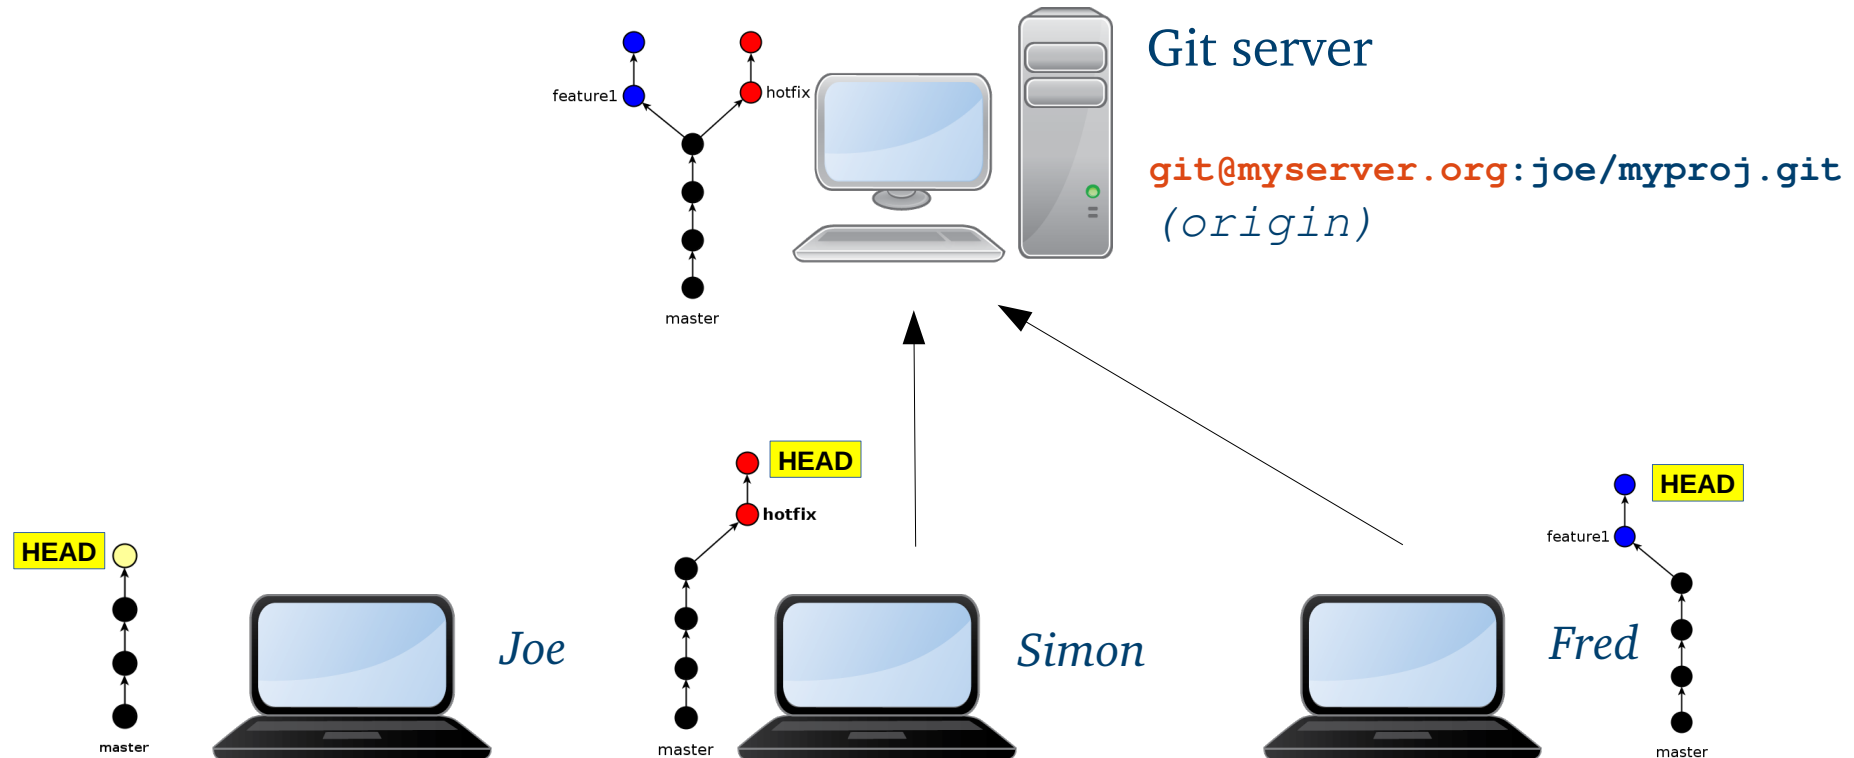 Git server
feature1
hotfix
git@myserver.org:joe/myproj.git
(origin)
master
HEAD
hotfix
HEAD
feature1
HEAD
Joe
Simon
Fred
master
master
master